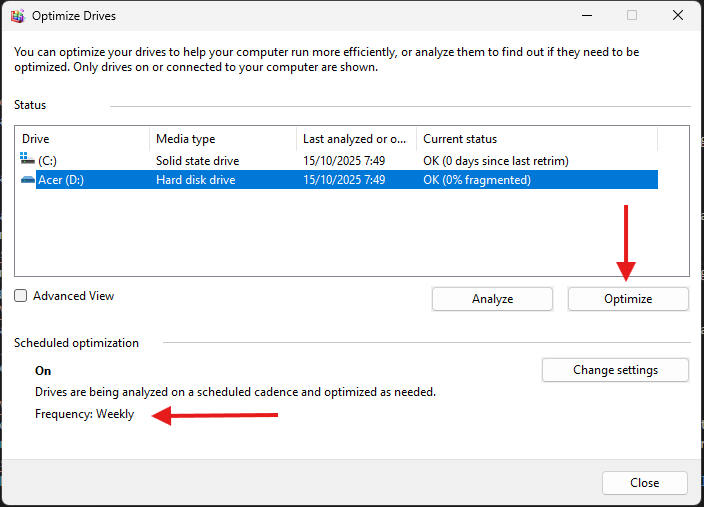 Optimize Drives
You can optimize your drives to help your computer run more efficiently, or analyze them to find out if they need to be
optimized. Only drives on or connected to your computer are shown.
Status
Drive Media type Last analyzed or o... Current status
(C:) Solid state drive 15/10/2025 7:49 OK (0 days since last retrim)
Acer (D:) Hard disk drive 15/10/2025 7:49 OK (0% fragmented)
Advanced View Analyze Optimize
Scheduled optimization
On Change settings
Drives are being analyzed on a scheduled cadence and optimized as needed.
Frequency: Weekly
Close